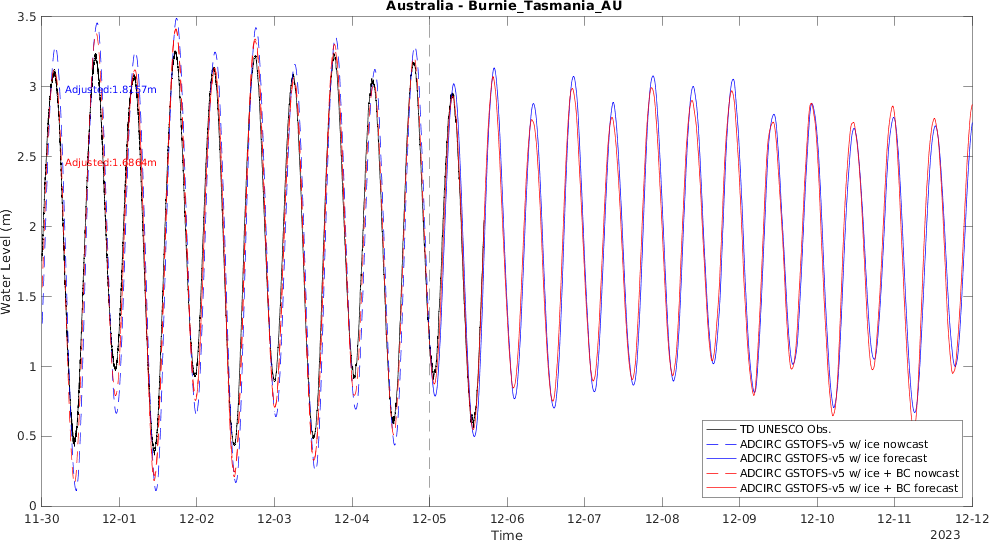 Australia - Burnie_Tasmania_AU
3.5
3
2.5
2
1.5
1
0.5
0
Water Level (m)
Adjusted:1.8157m
Adjusted:1.6864m
TD UNESCO Obs.
ADCIRC GSTOFS-v5 w/ ice nowcast
ADCIRC GSTOFS-v5 w/ ice forecast
ADCIRC GSTOFS-v5 w/ ice + BC nowcast
ADCIRC GSTOFS-v5 w/ ice + BC forecast
11-30 12-01 12-02 12-03 12-04 12-05 12-06 12-07 12-08 12-09 12-10 12-11 12-12
Time
2023